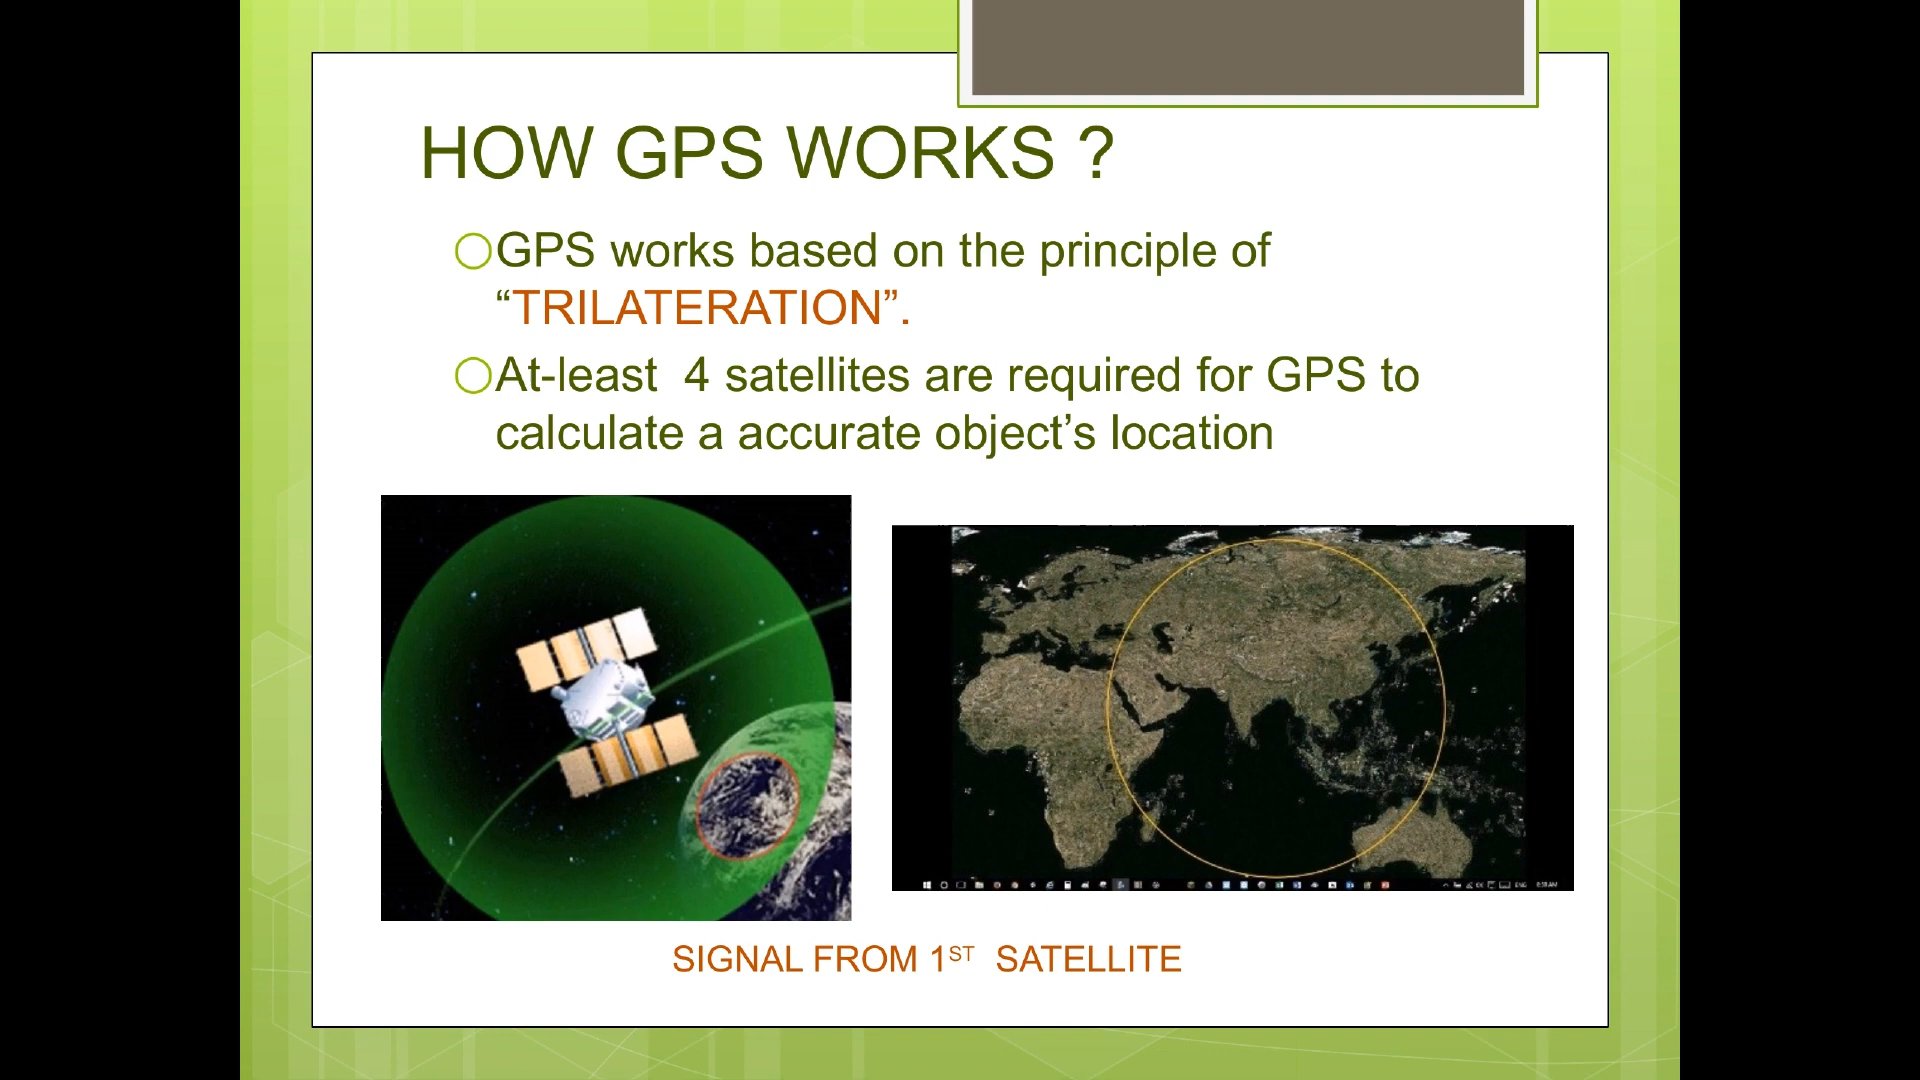 HOW GPS WORKS ?
GPS works based on the principle of
“TRILATERATION”.
At-least  4 satellites are required for GPS to
calculate a accurate object’s location
SIGNAL FROM 1ST  SATELLITE